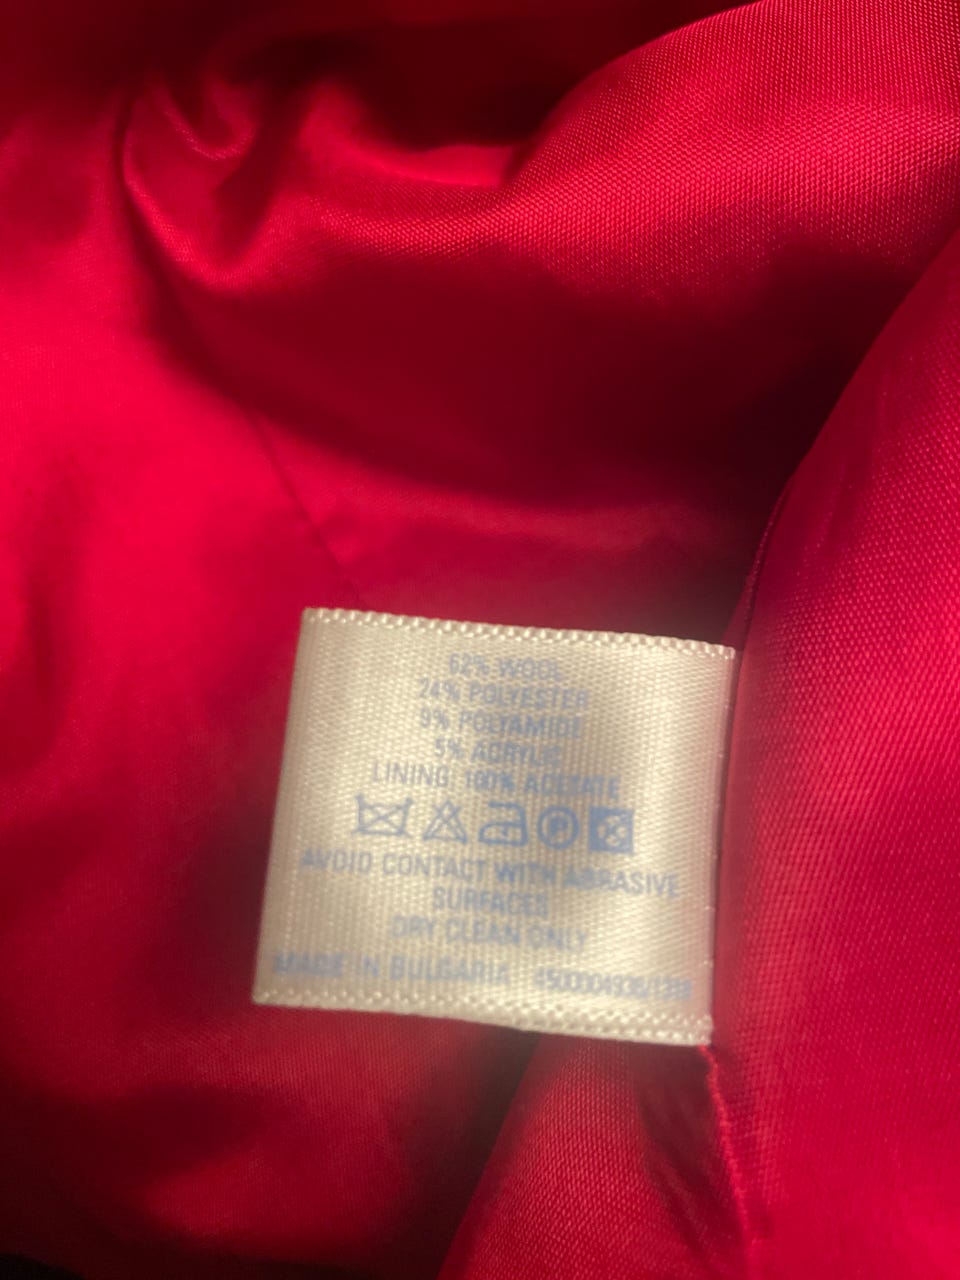 62% WOOL
24% POLYESTER
9% POLYAMIDE
5% ACRYLIC
LINING: 100% ACETATE
P
AVOID CONTACT WITH ABRASIVE
SURFACES
DRY CLEAN ONLY
MADE IN BULGARIA